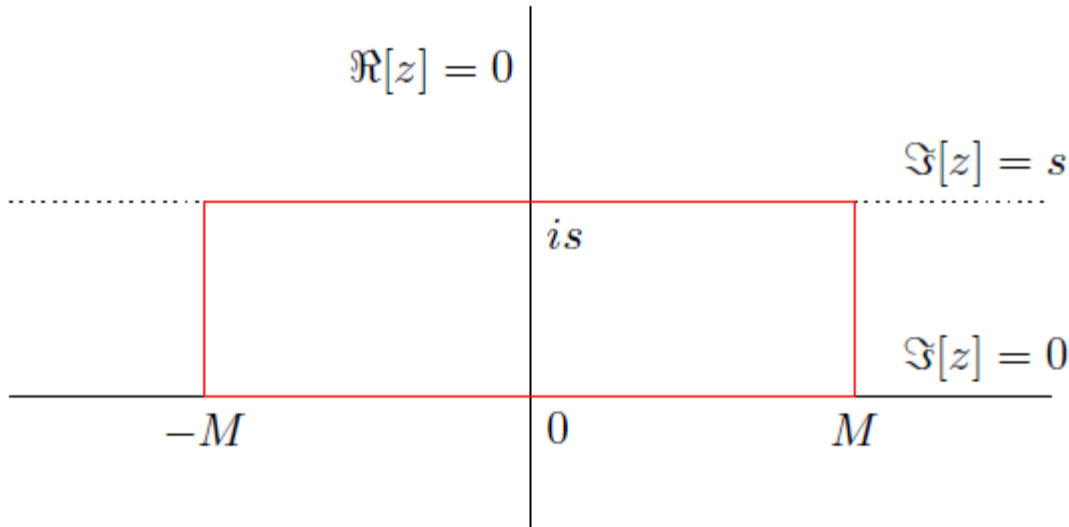 ℜ[z] = 0
ℑ[z] = s
is
ℑ[z] = 0
−M
0
M